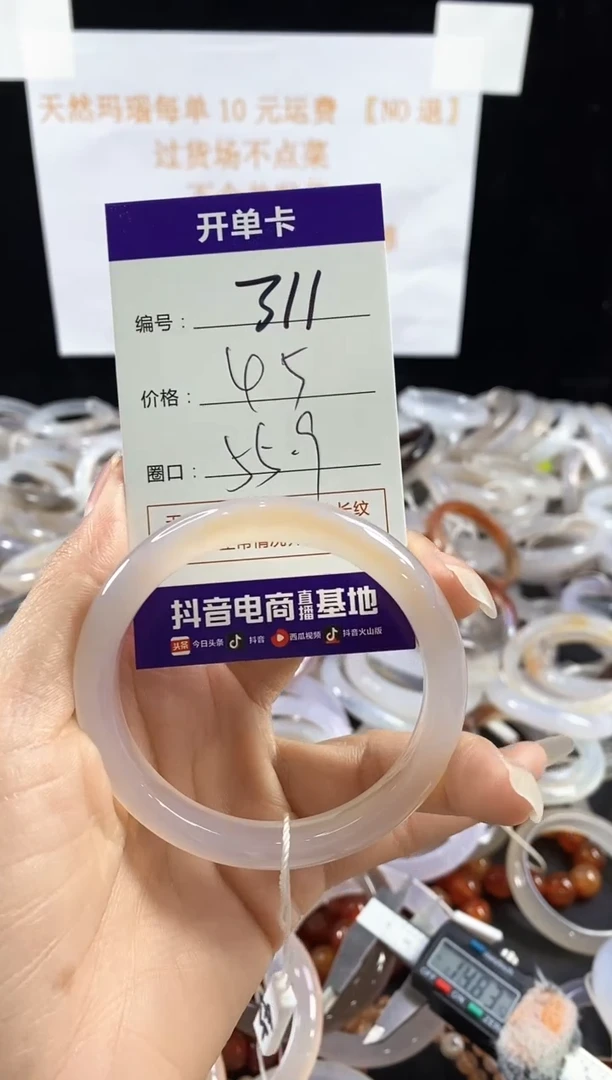 天然玛瑙每单10元运费 【NO退】
过货场不点菜
开单卡
编号： 311
价格： 45
圈口： 55.9
长纹
抖音电商直播基地
头条 今日头条 抖音 西瓜视频 抖音火山版